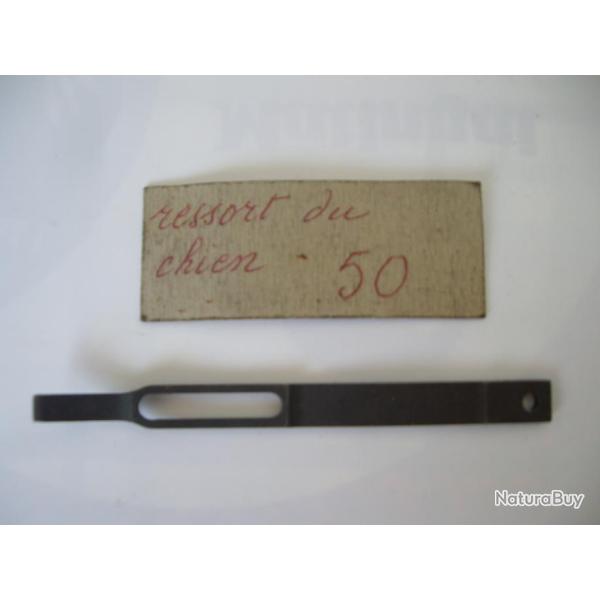 ressort du
chien - 50
NaturaBuy